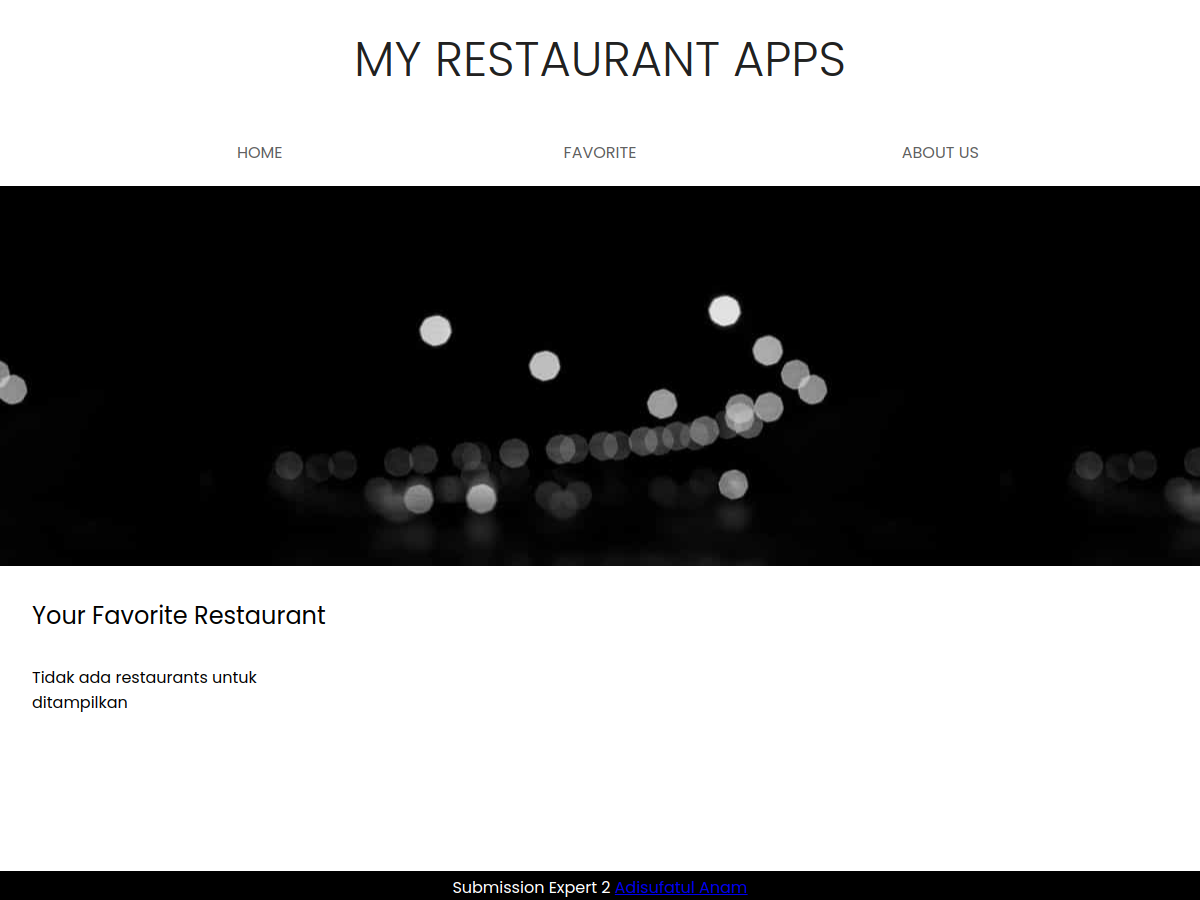 MY RESTAURANT APPS
HOME
FAVORITE
ABOUT US
Your Favorite Restaurant
Tidak ada restaurants untuk
ditampilkan
Submission Expert 2 Adisufatul Anam